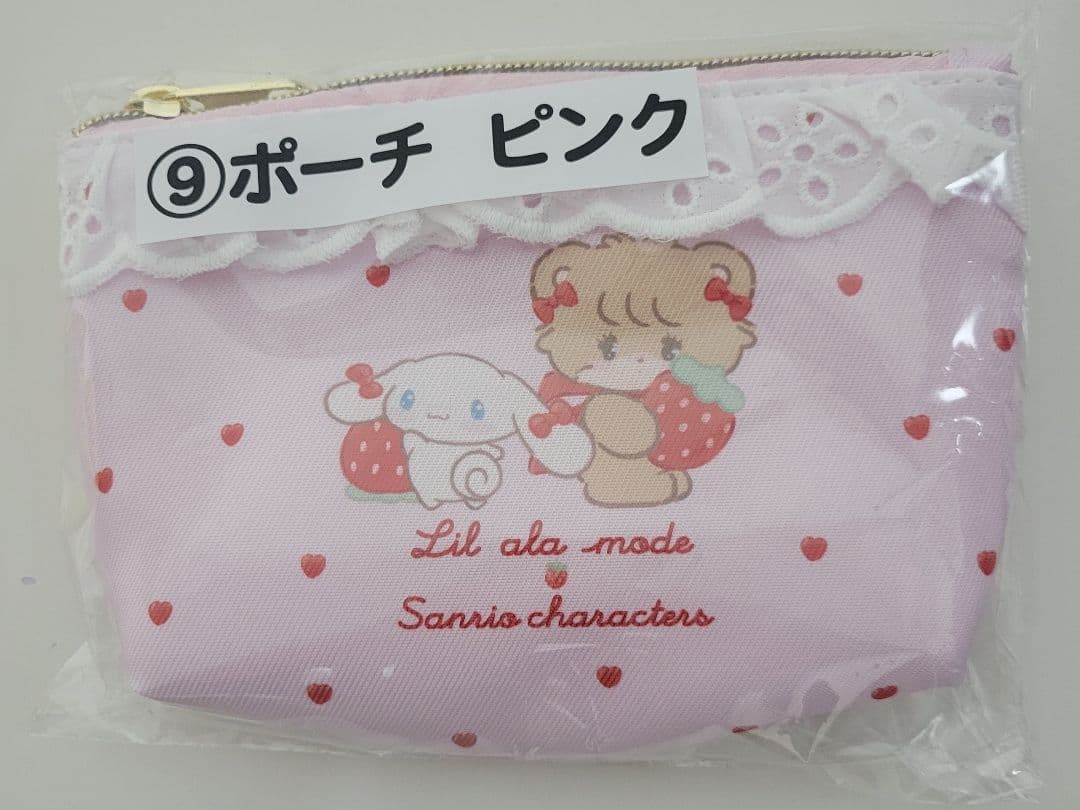 ⑨ポーチ ピンク
Lil ala mode
Sanrio characters